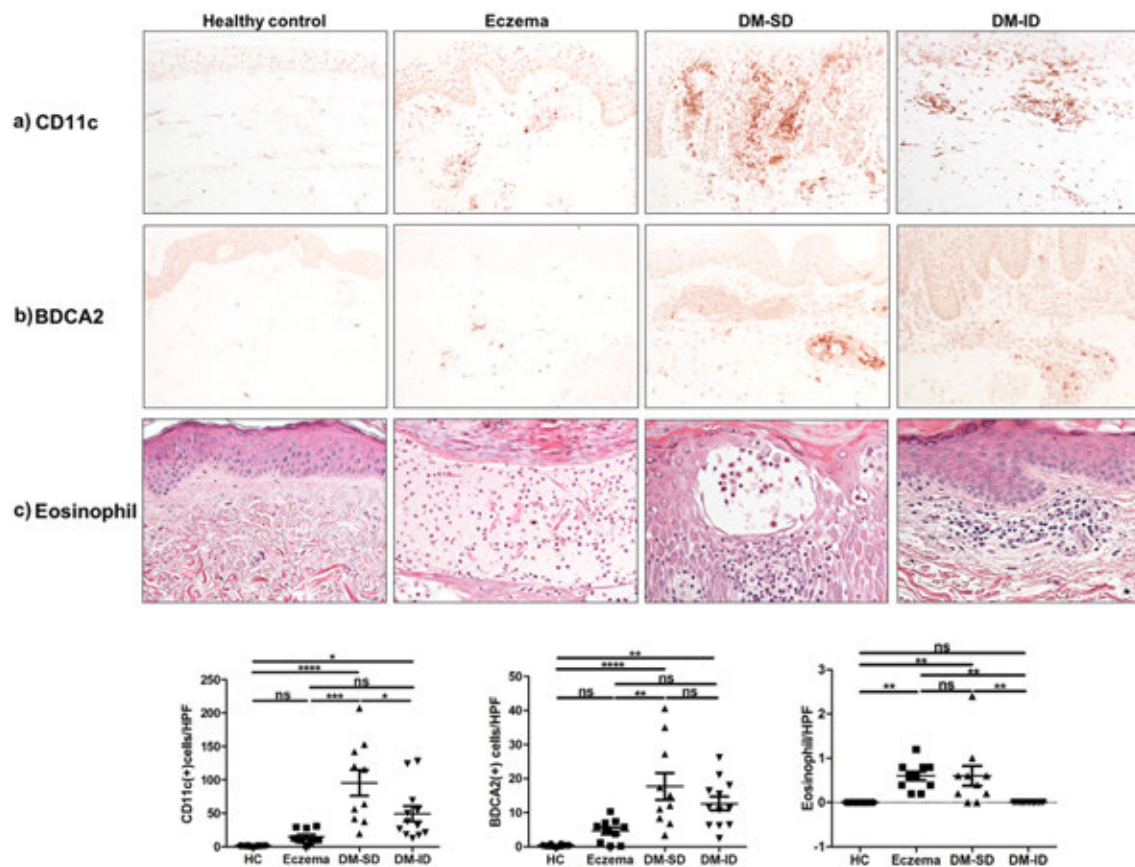 Healthy control Eczema DM-SD DM-ID
a) CD11c
b) BDCA2
c) Eosinophil
*
****
ns
ns *** *
250
200
150
100
50
0
CD11c(+)cells/HPF
HC Eczema DM-SD DM-ID
**
****
ns
ns ** ns
50
40
30
20
10
0
BDCA2(+) cells/HPF
HC Eczema DM-SD DM-ID
ns
**
**
** ns **
3
2
1
0
-1
Eosinophil/HPF
HC Eczema DM-SD DM-ID